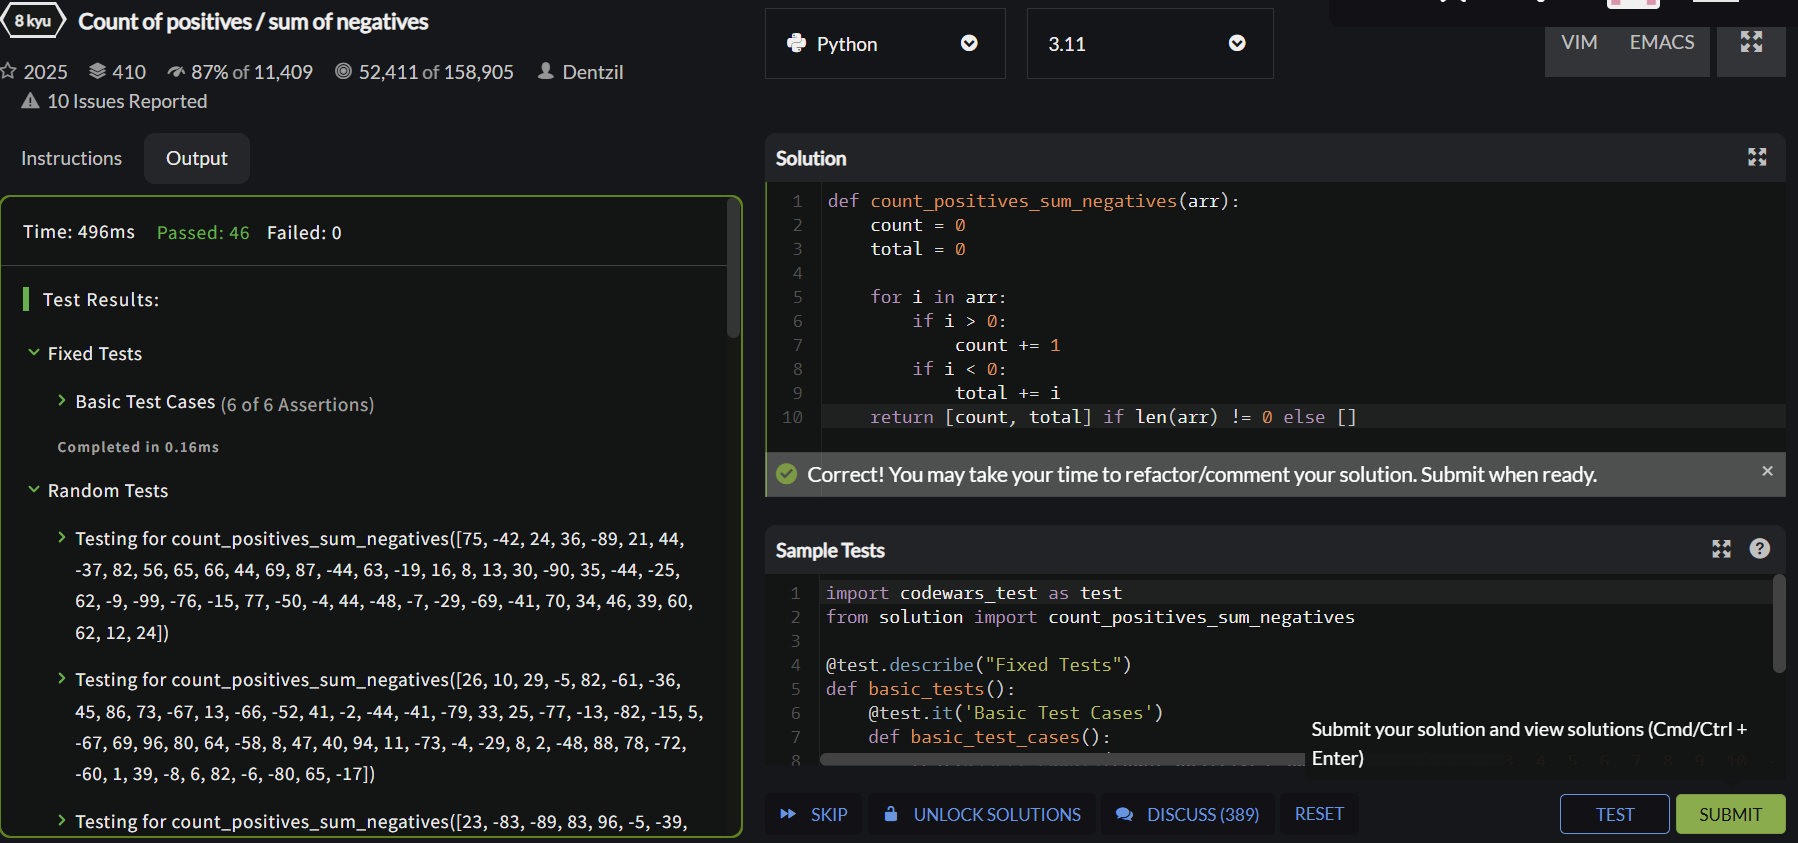 8 kyu
Count of positives / sum of negatives
2025 410 87% of 11,409 52,411 of 158,905 Dentzil
10 Issues Reported
Python
3.11
VIM EMACS
Instructions Output
Time: 496ms Passed: 46 Failed: 0
Test Results:
Fixed Tests
Basic Test Cases (6 of 6 Assertions)
Completed in 0.16ms
Random Tests
Testing for count_positives_sum_negatives([75, -42, 24, 36, -89, 21, 44,
-37, 82, 56, 65, 66, 44, 69, 87, -44, 63, -19, 16, 8, 13, 30, -90, 35, -44, -25,
62, -9, -99, -76, -15, 77, -50, -4, 44, -48, -7, -29, -69, -41, 70, 34, 46, 39, 60,
62, 12, 24])
Testing for count_positives_sum_negatives([26, 10, 29, -5, 82, -61, -36,
45, 86, 73, -67, 13, -66, -52, 41, -2, -44, -41, -79, 33, 25, -77, -13, -82, -15, 5,
-67, 69, 96, 80, 64, -58, 8, 47, 40, 94, 11, -73, -4, -29, 8, 2, -48, 88, 78, -72,
-60, 1, 39, -8, 6, 82, -6, -80, 65, -17])
Testing for count_positives_sum_negatives([23, -83, -89, 83, 96, -5, -39,
Solution
1 def count_positives_sum_negatives(arr):
2 count = 0
3 total = 0
4
5 for i in arr:
6 if i > 0:
7 count += 1
8 if i < 0:
9 total += i
10 return [count, total] if len(arr) != 0 else []
Correct! You may take your time to refactor/comment your solution. Submit when ready.
Sample Tests
1 import codewars_test as test
2 from solution import count_positives_sum_negatives
3
4 @test.describe("Fixed Tests")
5 def basic_tests():
6 @test.it('Basic Test Cases')
7 def basic_test_cases():
8
Submit your solution and view solutions (Cmd/Ctrl +
Enter)
SKIP UNLOCK SOLUTIONS DISCUSS (389) RESET TEST SUBMIT